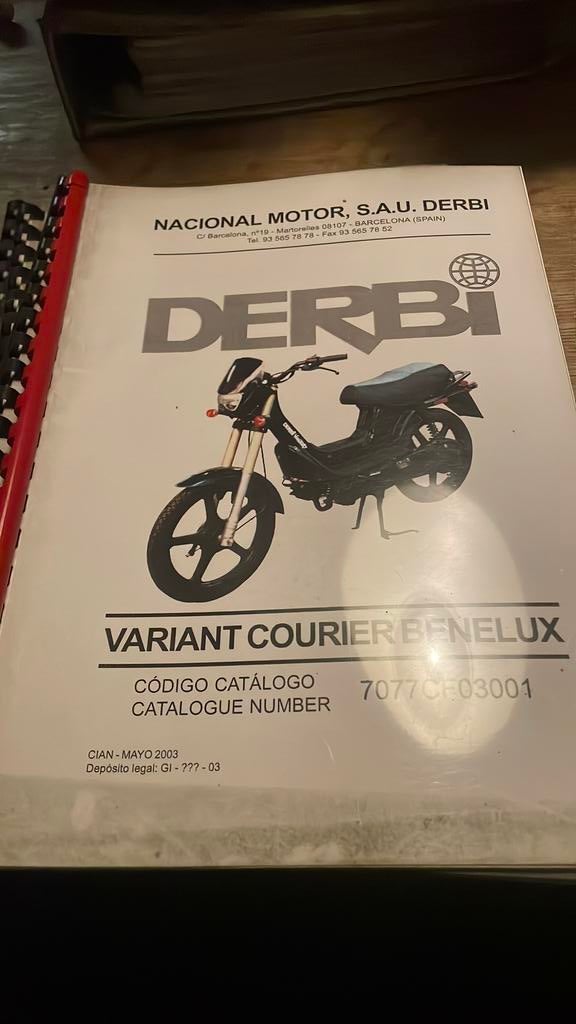 NACIONAL MOTOR, S.A.U. DERBI
C/ Barcelona, nº19 - Martorelles 08107 - BARCELONA (SPAIN)
Tel. 93 565 78 78 - Fax 93 565 78 52
DERBi
VARIANT COURIER BENELUX
CÓDIGO CATÁLOGO
CATALOGUE NUMBER 7077CF03001
CIAN - MAYO 2003
Depósito legal: GI - ??? - 03